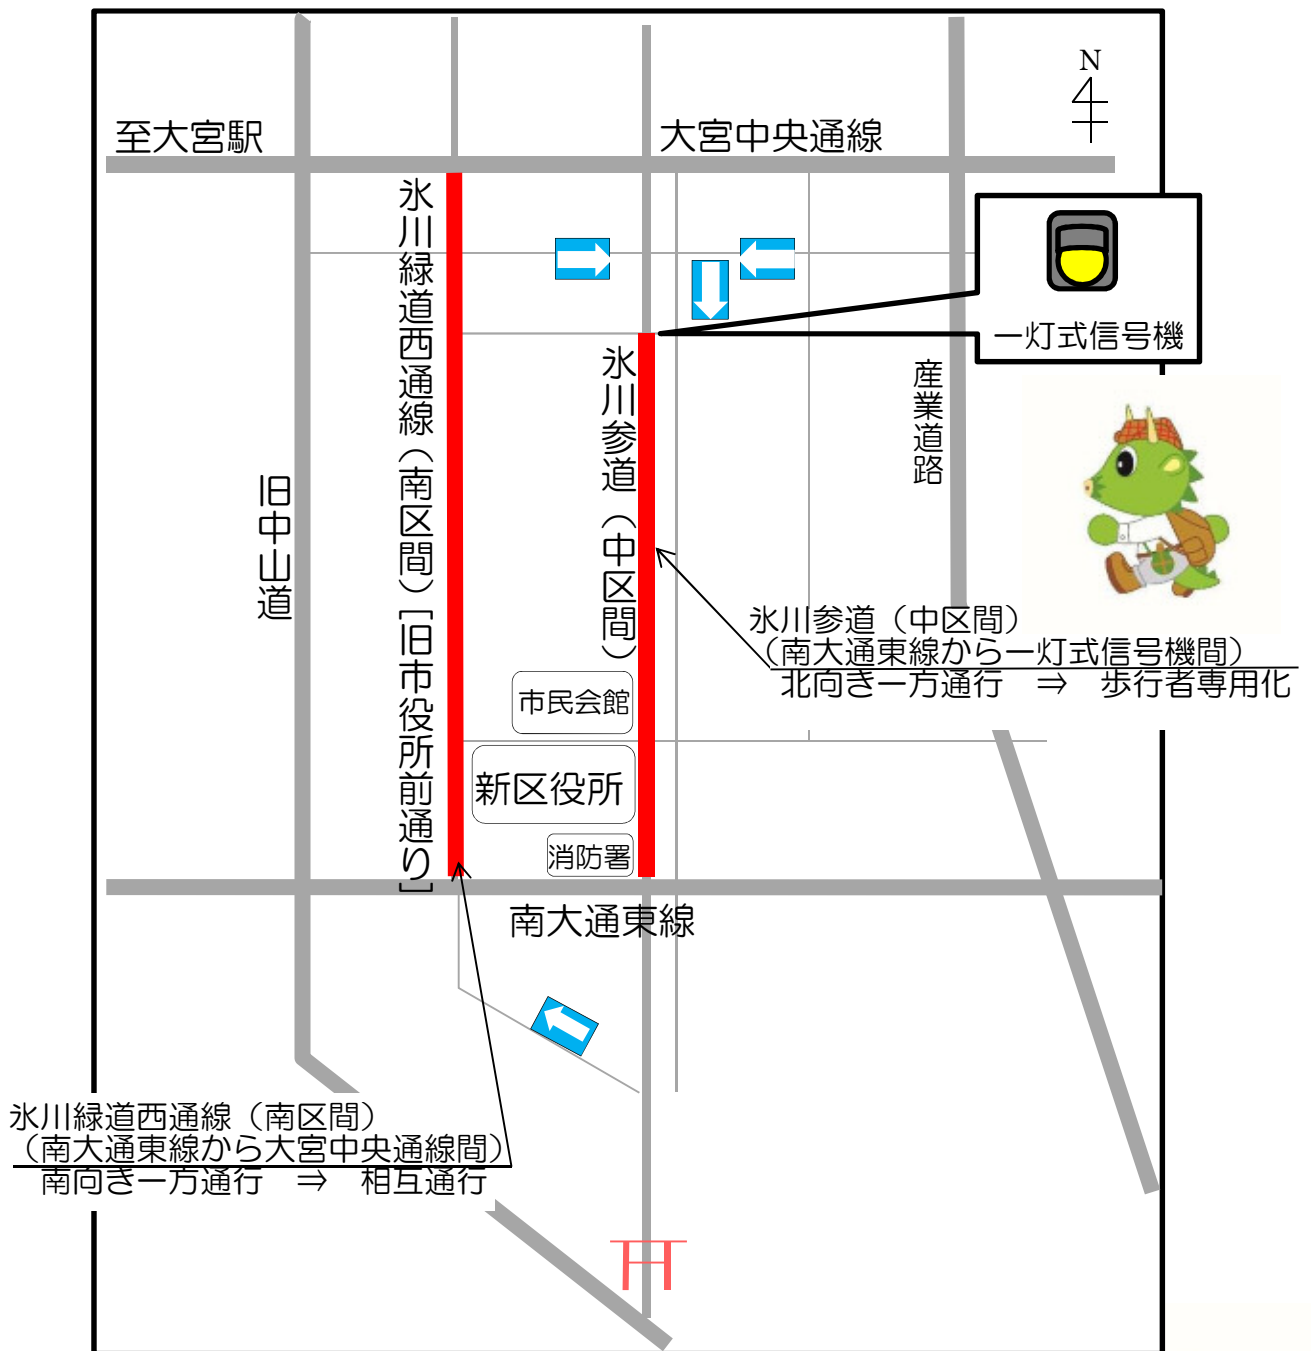 N
至大宮駅
大宮中央通線
氷川緑道西通線（南区間）[旧市役所前通り]
一灯式信号機
氷川参道（中区間）
産業道路
旧中山道
氷川参道（中区間）
（南大通東線から一灯式信号機間）
北向き一方通行　⇒　歩行者専用化
市民会館
新区役所
消防署
南大通東線
氷川緑道西通線（南区間）
（南大通東線から大宮中央通線間）
南向き一方通行　⇒　相互通行